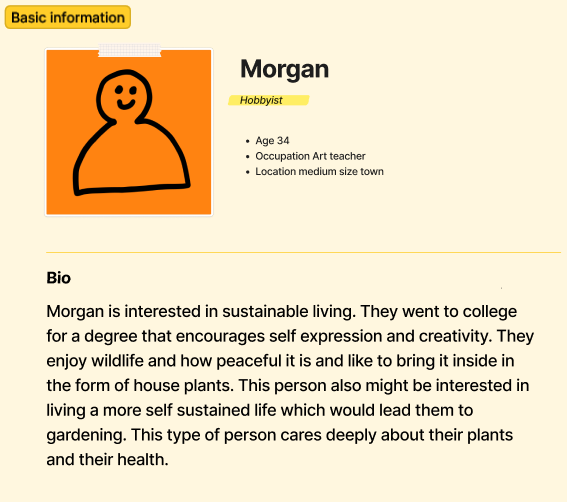 Basic information
Morgan
Hobbyist
• Age 34
• Occupation Art teacher
• Location medium size town
Bio
Morgan is interested in sustainable living. They went to college
for a degree that encourages self expression and creativity. They
enjoy wildlife and how peaceful it is and like to bring it inside in
the form of house plants. This person also might be interested in
living a more self sustained life which would lead them to
gardening. This type of person cares deeply about their plants
and their health.